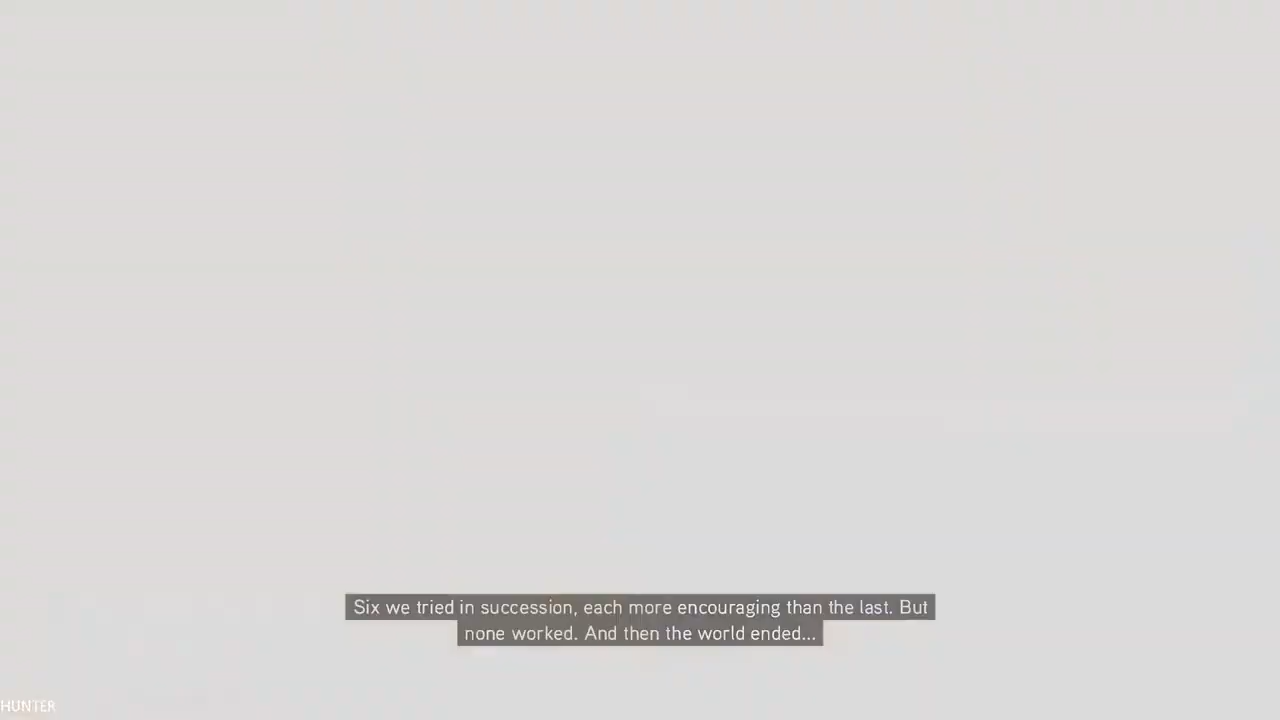 Six we tried in succession, each more encouraging than the last. But
none worked. And then the world ended...
HUNTER